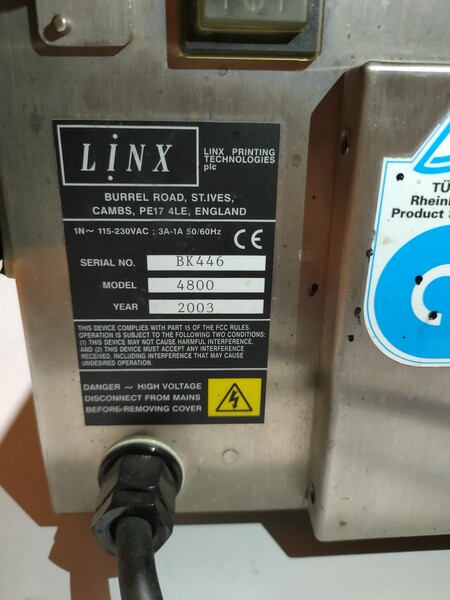 LINX
LINX PRINTING
TECHNOLOGIES
plc
BURREL ROAD, ST.IVES,
CAMBS, PE17 4LE, ENGLAND
1N~ 115-230VAC ; 3A-1A 50/60Hz CE
SERIAL NO. BK446
MODEL 4800
YEAR 2003
THIS DEVICE COMPLIES WITH PART 15 OF THE FCC RULES.
OPERATION IS SUBJECT TO THE FOLLOWING TWO CONDITIONS:
(1) THIS DEVICE MAY NOT CAUSE HARMFUL INTERFERENCE,
AND (2) THIS DEVICE MUST ACCEPT ANY INTERFERENCE
RECEIVED, INCLUDING INTERFERENCE THAT MAY CAUSE
UNDESIRED OPERATION.
DANGER ~ HIGH VOLTAGE
DISCONNECT FROM MAINS
BEFORE REMOVING COVER
TÜ
Rheinl
Product S